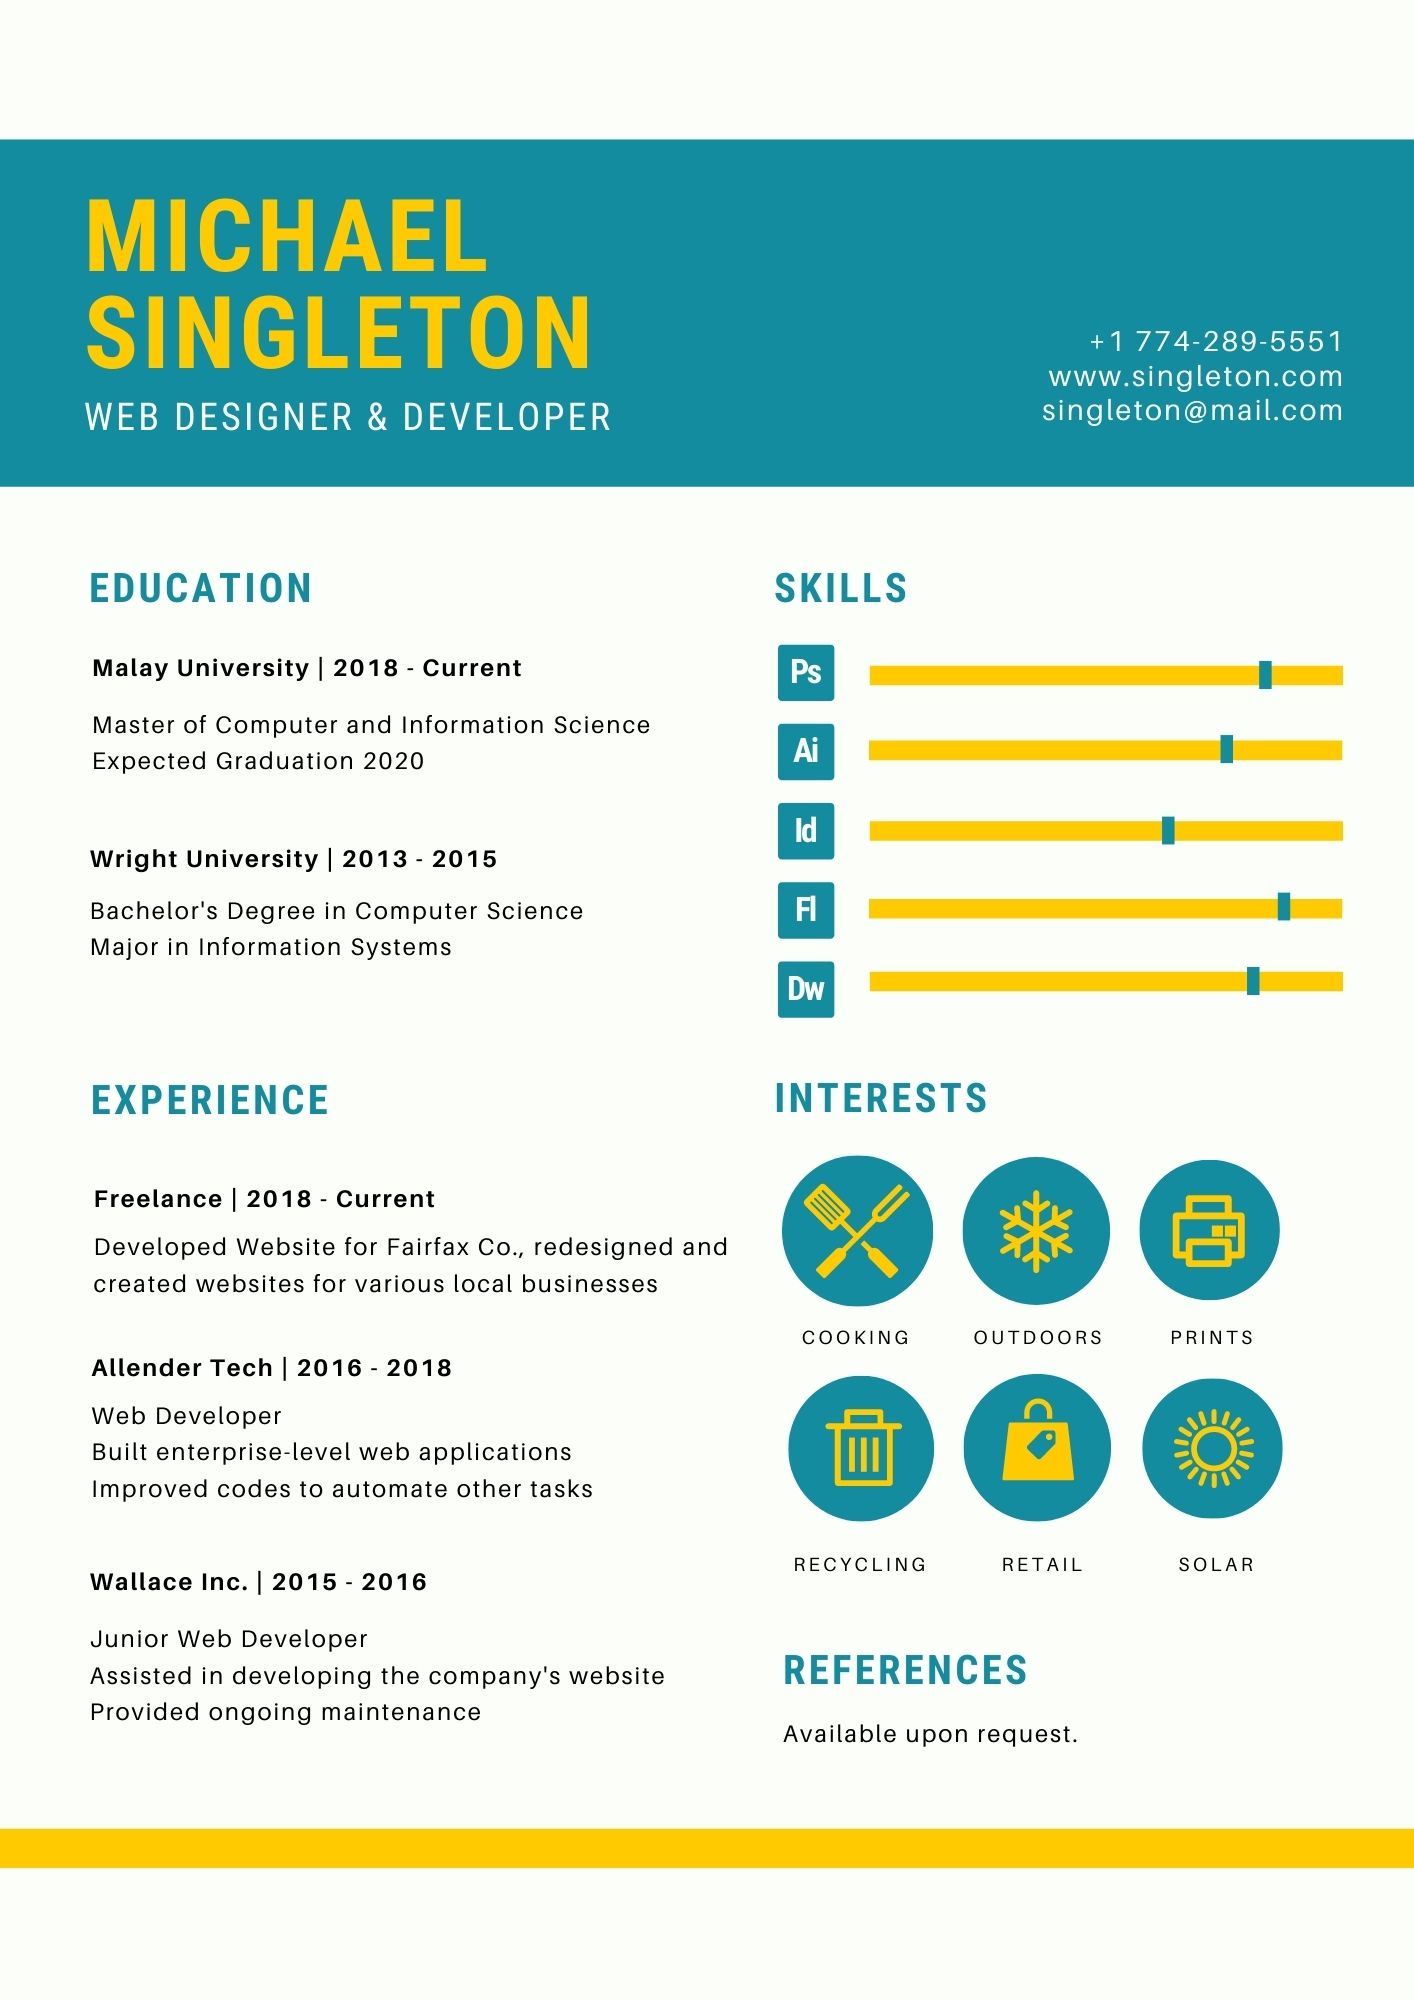 MICHAEL
SINGLETON
WEB DESIGNER & DEVELOPER
+1 774-289-5551
www.singleton.com
singleton@mail.com
EDUCATION
Malay University | 2018 - Current
Master of Computer and Information Science
Expected Graduation 2020
Wright University | 2013 - 2015
Bachelor's Degree in Computer Science
Major in Information Systems
EXPERIENCE
Freelance | 2018 - Current
Developed Website for Fairfax Co., redesigned and
created websites for various local businesses
Allender Tech | 2016 - 2018
Web Developer
Built enterprise-level web applications
Improved codes to automate other tasks
Wallace Inc. | 2015 - 2016
Junior Web Developer
Assisted in developing the company's website
Provided ongoing maintenance
SKILLS
Ps
Ai
Id
Fl
Dw
INTERESTS
COOKING OUTDOORS PRINTS
RECYCLING RETAIL SOLAR
REFERENCES
Available upon request.